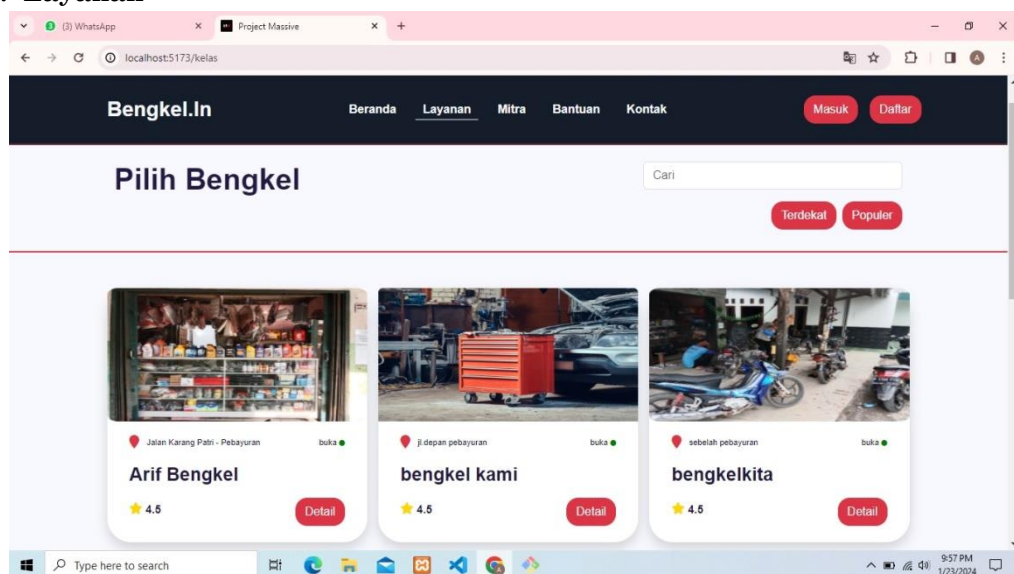 Layanan
(3) WhatsApp
Project Massive
localhost:5173/kelas
A
Bengkel.In
Beranda Layanan Mitra Bantuan Kontak
Masuk Daftar
Pilih Bengkel
Cari
Terdekat Populer
Jalan Karang Patri - Pebayuran buka
Arif Bengkel
4.5
Detail
jl.depan pebayuran buka
bengkel kami
4.5
Detail
sebelah pebayuran buka
bengkelkita
4.5
Detail
Type here to search
9:57 PM
1/23/2024